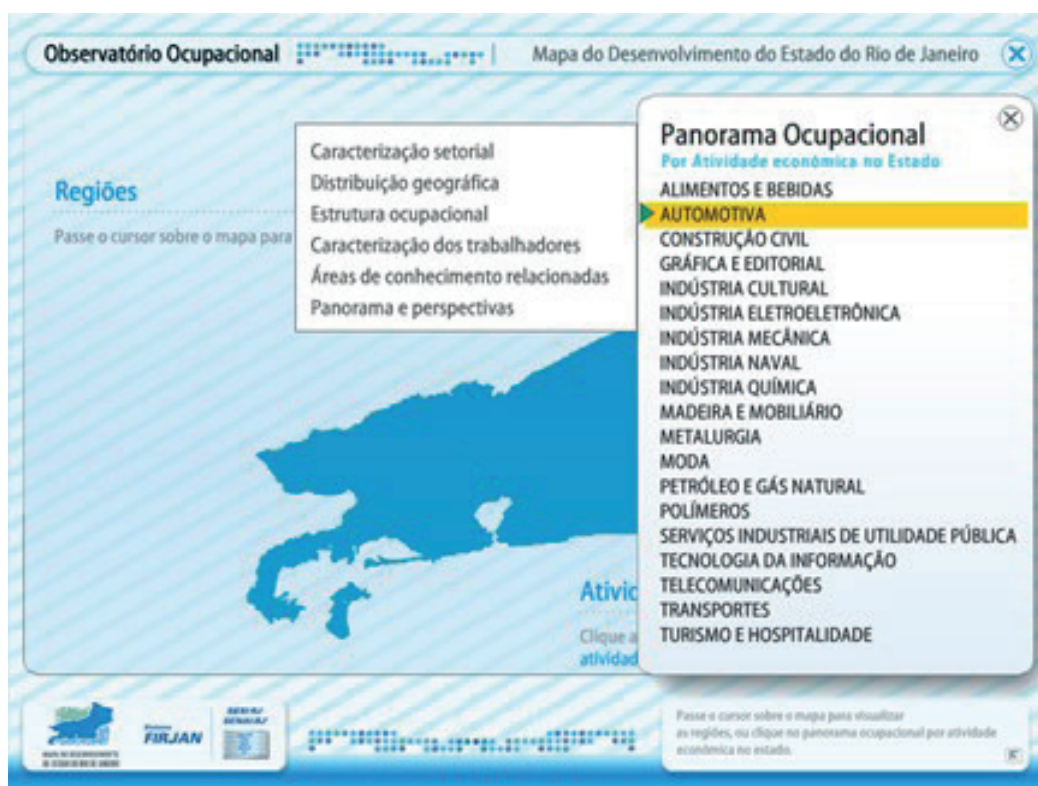 Observatório Ocupacional
Mapa do Desenvolvimento do Estado do Rio de Janeiro
Regiões
Passe o cursor sobre o mapa para
Caracterização setorial
Distribuição geográfica
Estrutura ocupacional
Caracterização dos trabalhadores
Áreas de conhecimento relacionadas
Panorama e perspectivas
Panorama Ocupacional
Por Atividade econômica no Estado
ALIMENTOS E BEBIDAS
AUTOMOTIVA
CONSTRUÇÃO CIVIL
GRÁFICA E EDITORIAL
INDÚSTRIA CULTURAL
INDÚSTRIA ELETROELETRÔNICA
INDÚSTRIA MECÂNICA
INDÚSTRIA NAVAL
INDÚSTRIA QUÍMICA
MADEIRA E MOBILIÁRIO
METALURGIA
MODA
PETRÓLEO E GÁS NATURAL
POLÍMEROS
SERVIÇOS INDUSTRIAIS DE UTILIDADE PÚBLICA
TECNOLOGIA DA INFORMAÇÃO
TELECOMUNICAÇÕES
TRANSPORTES
TURISMO E HOSPITALIDADE
Ativid
Clique a
atividad
FIRJAN
Passe o cursor sobre o mapa para visualizar
as regiões, ou clique no panorama ocupacional por atividade
econômica no estado.